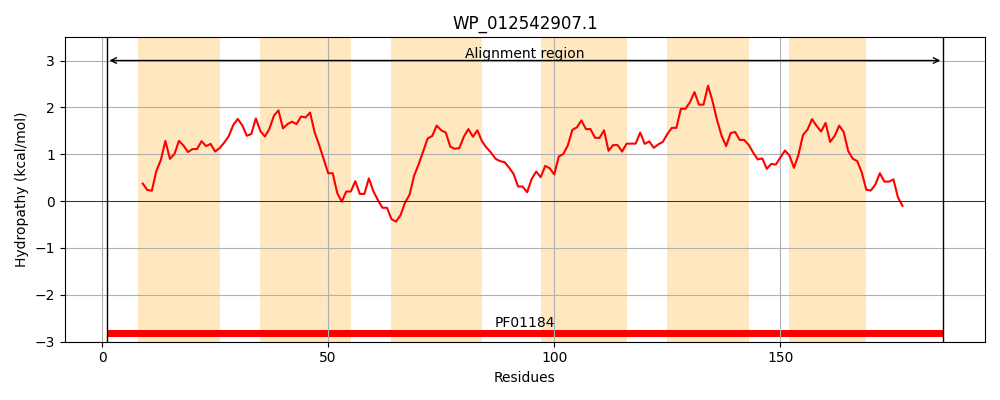 WP_012542907.1
Alignment region
3
2
1
0
−1
−2
−3
Hydropathy (kcal/mol)
PF01184
0 50 100 150
Residues